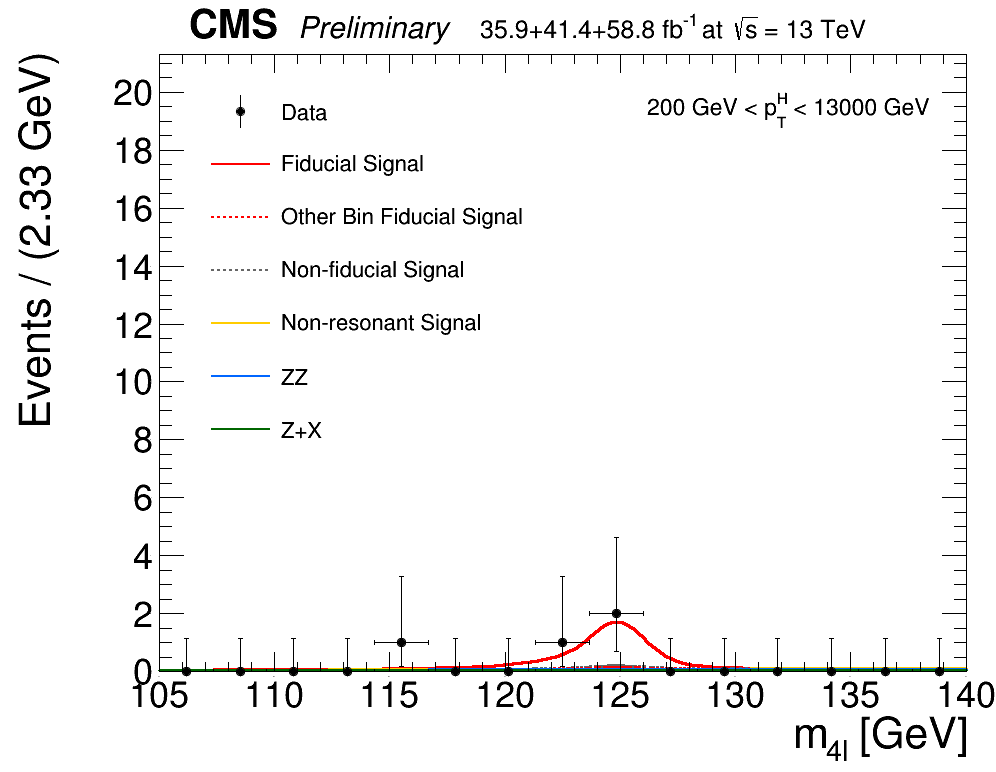 CMS Preliminary 35.9+41.4+58.8 fb⁻¹ at √s = 13 TeV
200 GeV < p_T^H < 13000 GeV
Data
Fiducial Signal
Other Bin Fiducial Signal
Non-fiducial Signal
Non-resonant Signal
ZZ
Z+X
Events / (2.33 GeV)
20
18
16
14
12
10
8
6
4
2
0
105 110 115 120 125 130 135 140
m_4l [GeV]